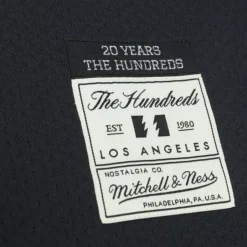 20 YEARS
THE HUNDREDS
The Hundreds
EST 1980
LOS ANGELES
NOSTALGIA CO.
Mitchell & Ness
PHILADELPHIA, PA. U.S.A.